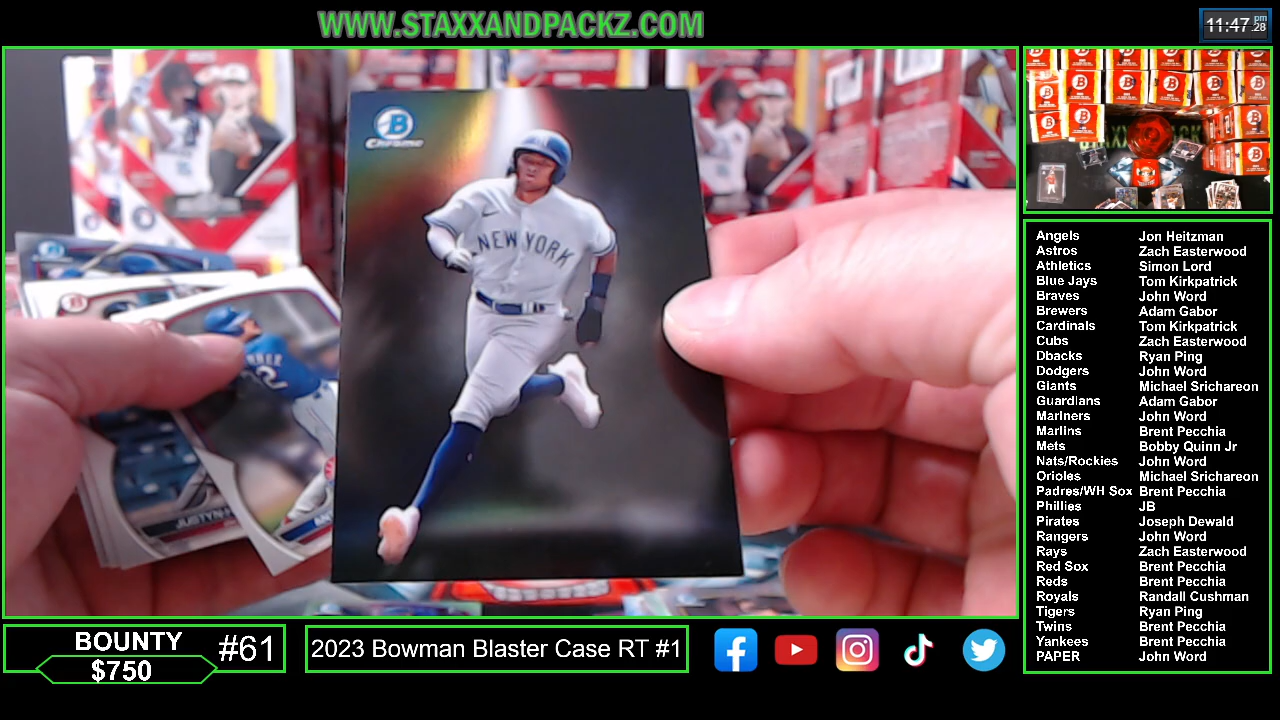 WWW.STAXXANDPACKZ.COM
11:47 pm .28
B
Chrome
NEW YORK
2
Angels Jon Heitzman
Astros Zach Easterwood
Athletics Simon Lord
Blue Jays Tom Kirkpatrick
Braves John Word
Brewers Adam Gabor
Cardinals Tom Kirkpatrick
Cubs Zach Easterwood
Dbacks Ryan Ping
Dodgers John Word
Giants Michael Srichareon
Guardians Adam Gabor
Mariners John Word
Marlins Brent Pecchia
Mets Bobby Quinn Jr
Nats/Rockies John Word
Orioles Michael Srichareon
Padres/WH Sox Brent Pecchia
Phillies JB
Pirates Joseph Dewald
Rangers John Word
Rays Zach Easterwood
Red Sox Brent Pecchia
Reds Brent Pecchia
Royals Randall Cushman
Tigers Ryan Ping
Twins Brent Pecchia
Yankees Brent Pecchia
PAPER John Word
BOUNTY #61
$750
2023 Bowman Blaster Case RT #1